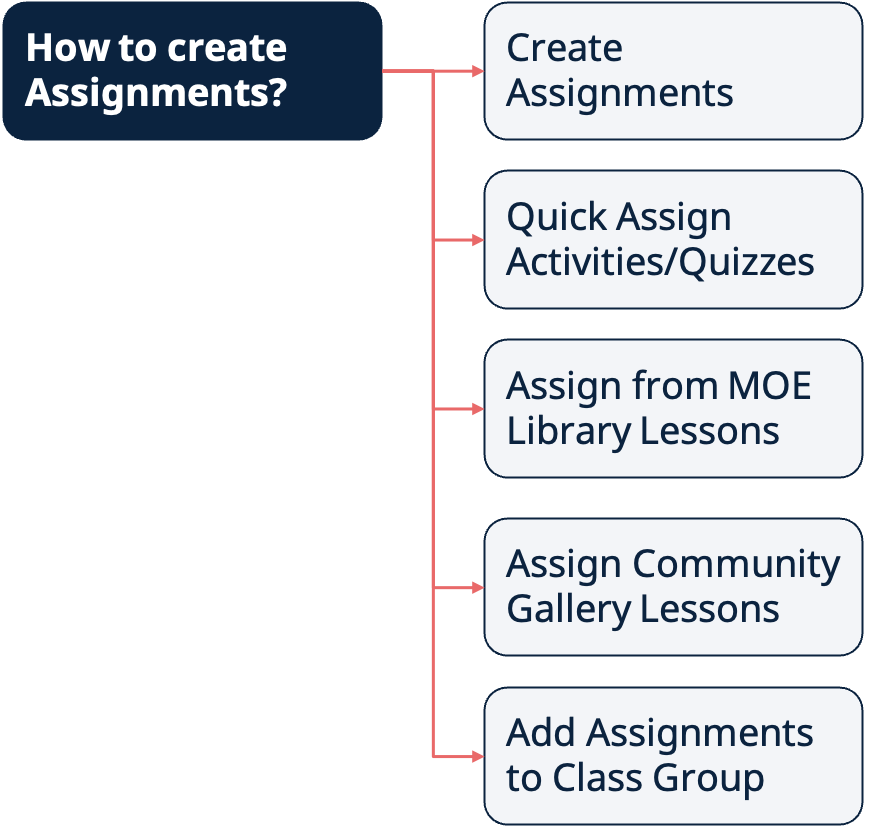 How to create
Assignments?
Create
Assignments
Quick Assign
Activities/Quizzes
Assign from MOE
Library Lessons
Assign Community
Gallery Lessons
Add Assignments
to Class Group